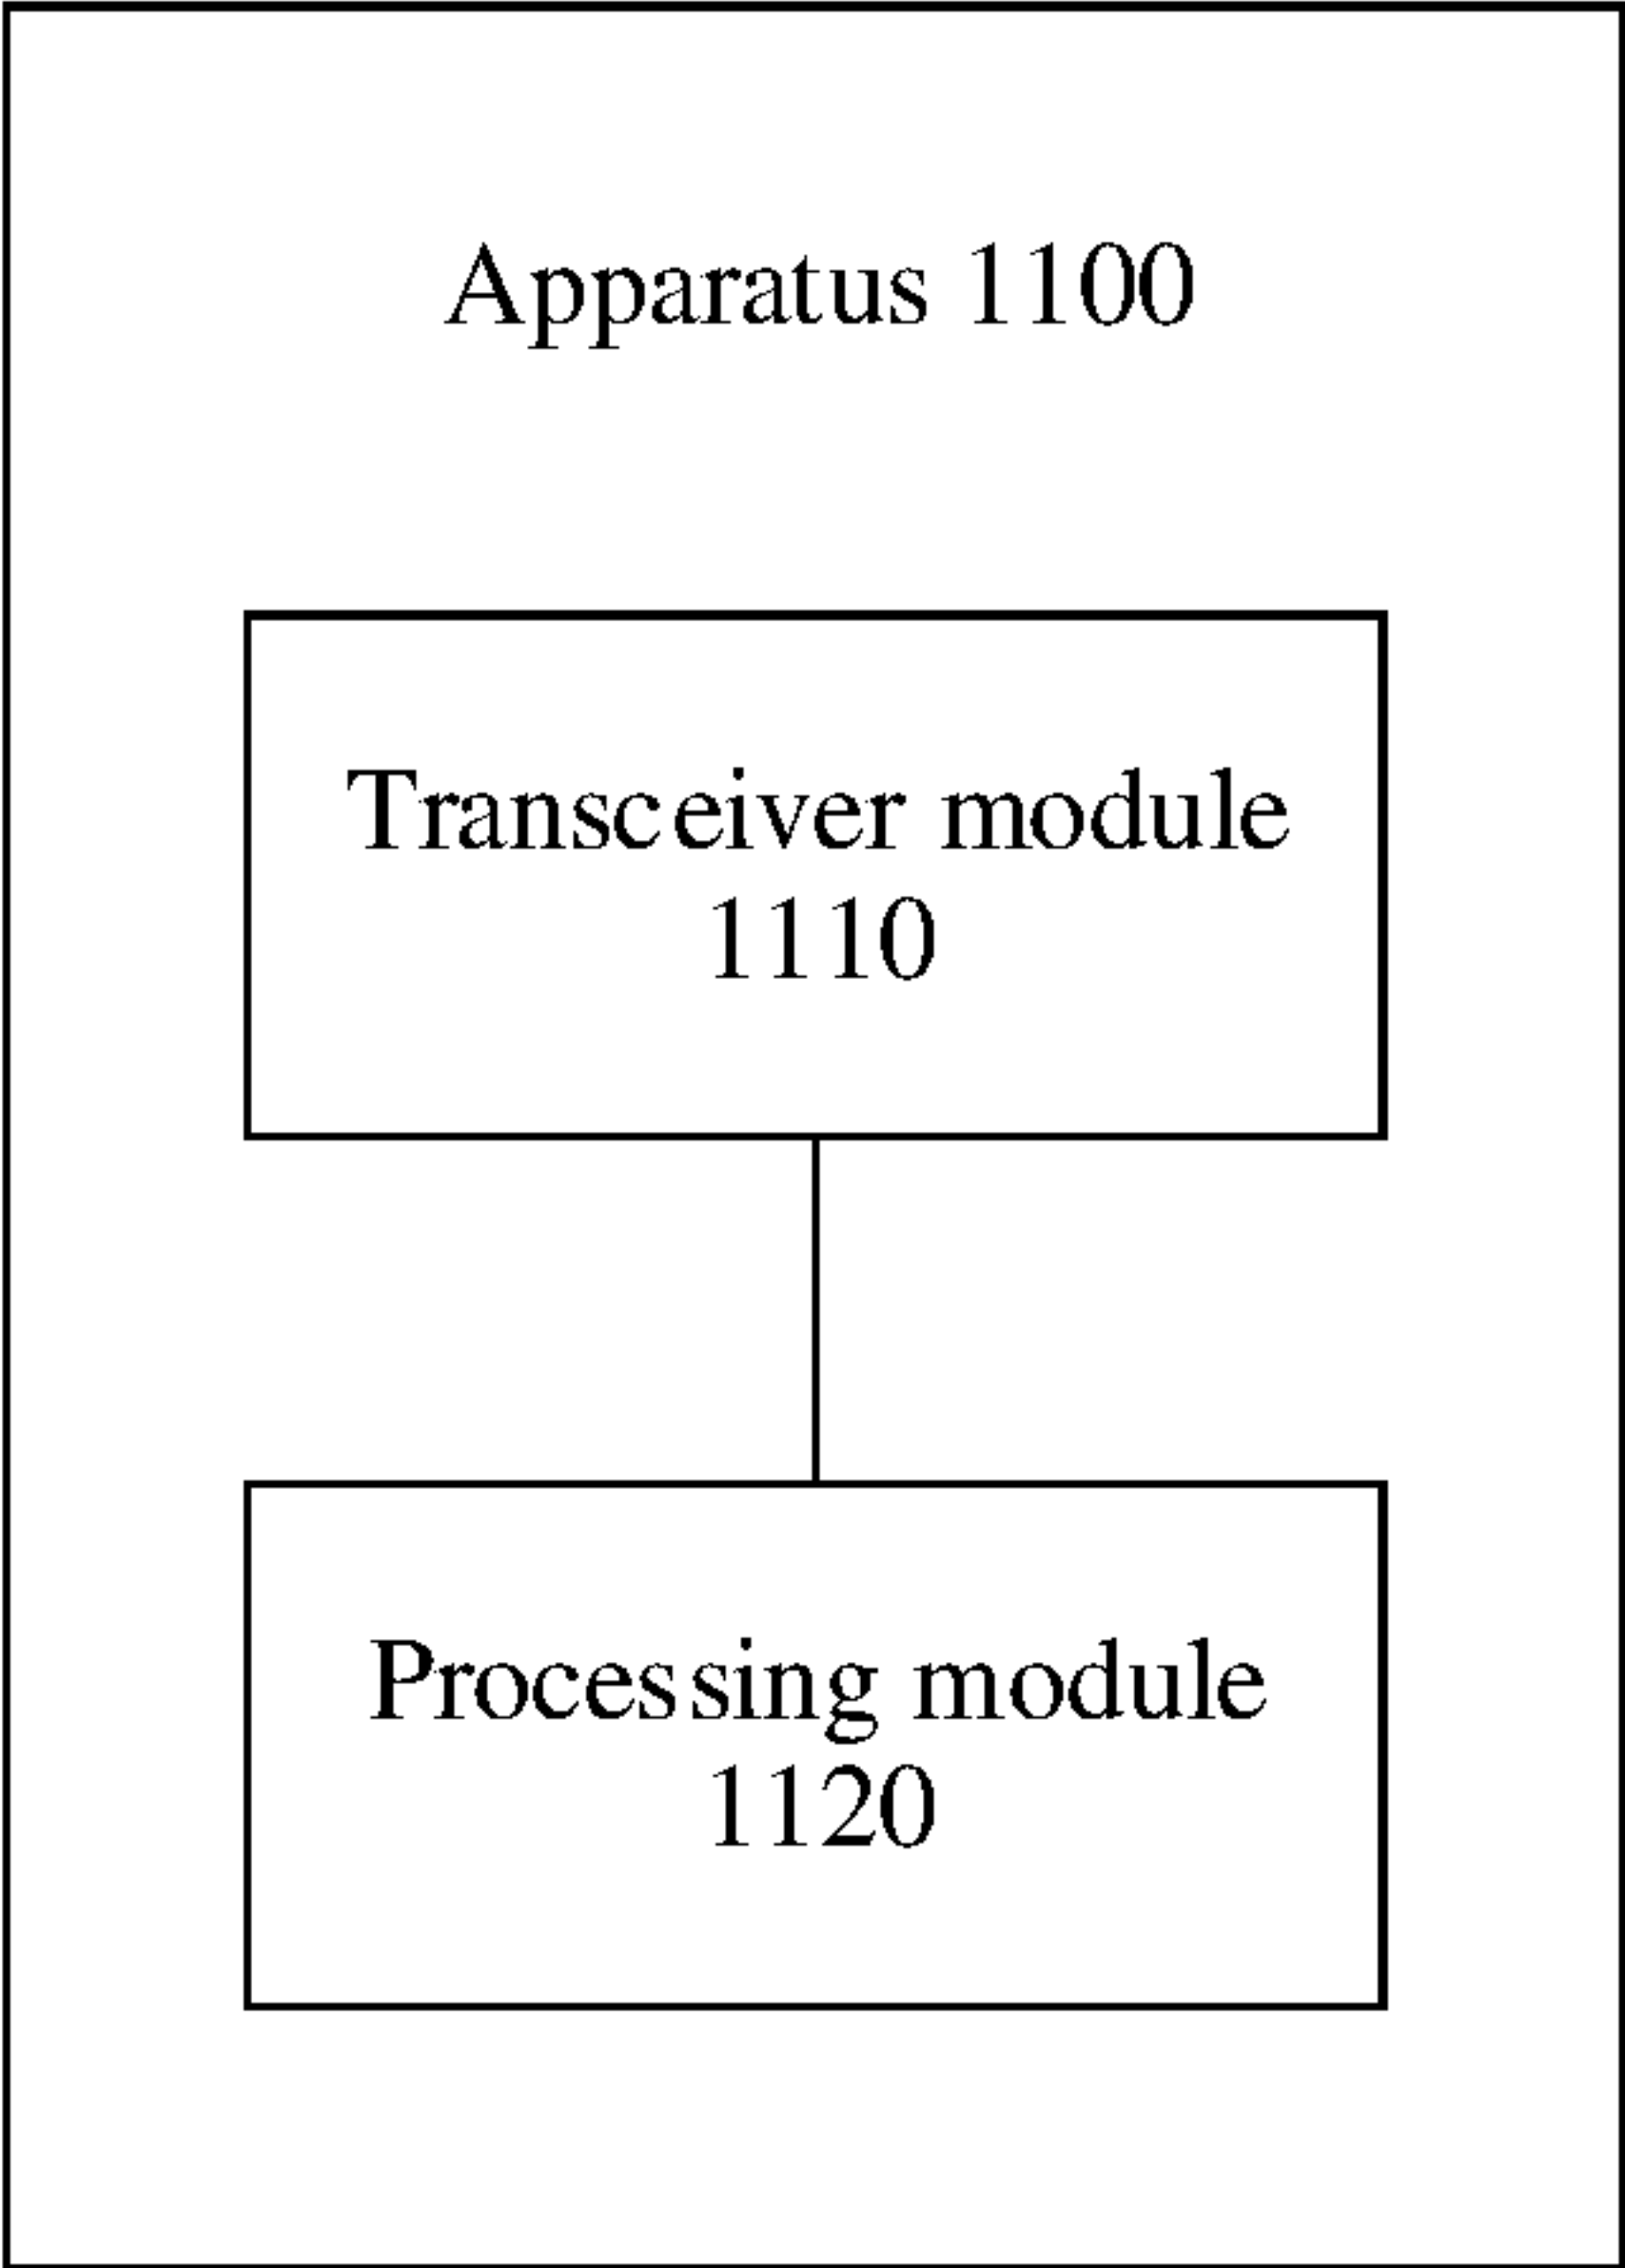 Apparatus 1100
Transceiver module
1110
Processing module
1120